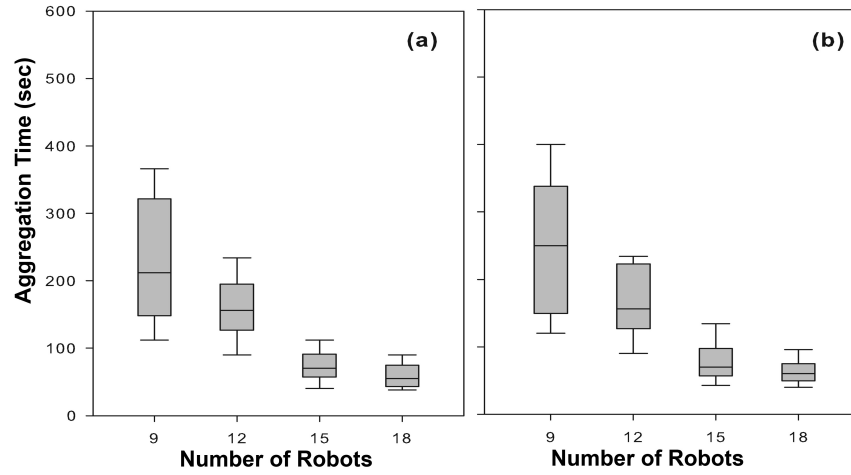 600
500
400
300
200
100
0
Aggregation Time (sec)
(a)
9 12 15 18
Number of Robots
(b)
9 12 15 18
Number of Robots